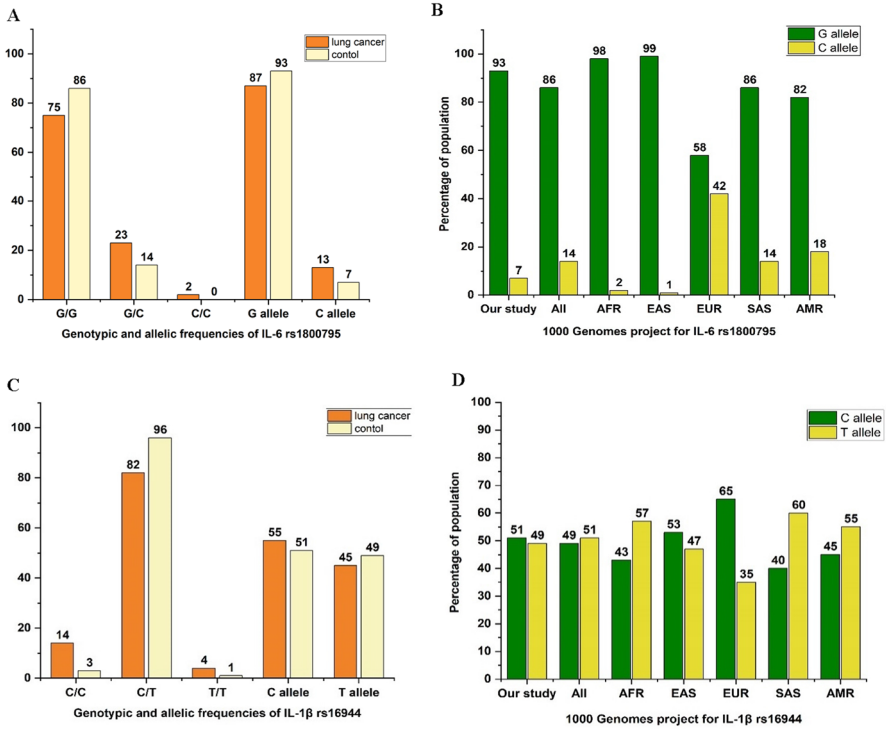 A
lung cancer
contol
100
80
60
40
20
0
75
86
23
14
2
0
87
93
13
7
G/G
G/C
C/C
G allele
C allele
Genotypic and allelic frequencies of IL-6 rs1800795
B
G allele
C allele
Percentage of population
100
80
60
40
20
0
93
7
86
14
98
2
99
1
58
42
86
14
82
18
Our study
All
AFR
EAS
EUR
SAS
AMR
1000 Genomes project for IL-6 rs1800795
C
lung cancer
contol
100
80
60
40
20
0
14
3
82
96
4
1
55
51
45
49
C/C
C/T
T/T
C allele
T allele
Genotypic and allelic frequencies of IL-1β rs16944
D
C allele
T allele
Percentage of population
100
90
80
70
60
50
40
30
20
10
0
51
49
49
51
43
57
53
47
65
35
40
60
45
55
Our study
All
AFR
EAS
EUR
SAS
AMR
1000 Genomes project for IL-1β rs16944